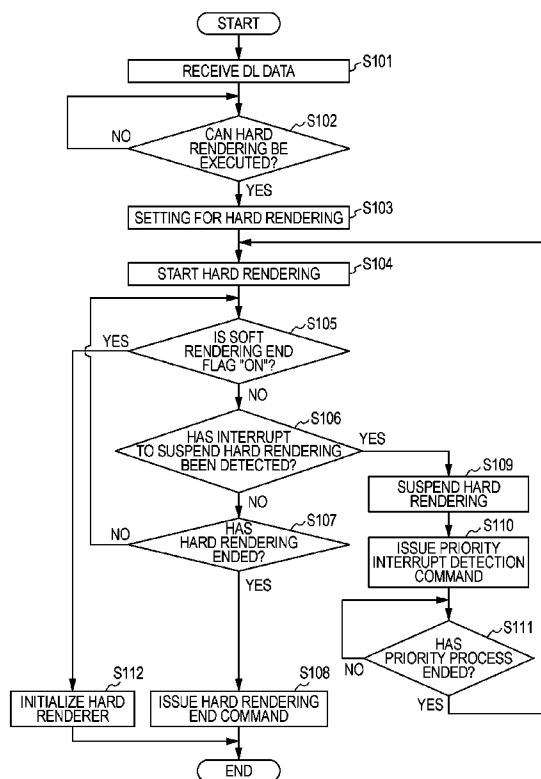 START
RECEIVE DL DATA
S101
S102
CAN HARD
RENDERING BE
EXECUTED?
NO
YES
SETTING FOR HARD RENDERING
S103
START HARD RENDERING
S104
S105
IS SOFT
RENDERING END
FLAG "ON"?
YES
NO
S106
HAS INTERRUPT
TO SUSPEND HARD RENDERING
BEEN DETECTED?
YES
NO
S109
SUSPEND HARD
RENDERING
S107
HAS
HARD RENDERING
ENDED?
NO
YES
S110
ISSUE PRIORITY
INTERRUPT DETECTION
COMMAND
S111
HAS
PRIORITY PROCESS
ENDED?
NO
YES
S112
INITIALIZE HARD
RENDERER
S108
ISSUE HARD RENDERING
END COMMAND
END